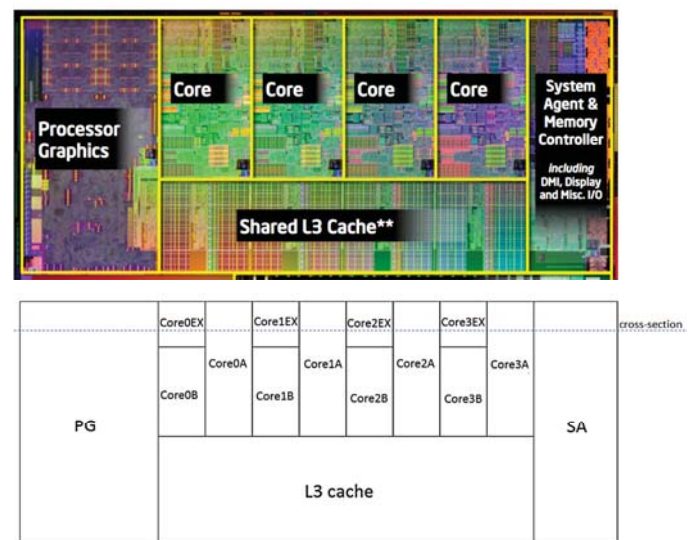 Processor
Graphics
Core
Core
Core
Core
System
Agent &
Memory
Controller
including
DMI, Display
and Misc. I/O
Shared L3 Cache**
Core0EX
Core1EX
Core2EX
Core3EX
cross-section
Core0A
Core1A
Core2A
Core3A
Core0B
Core1B
Core2B
Core3B
PG
SA
L3 cache